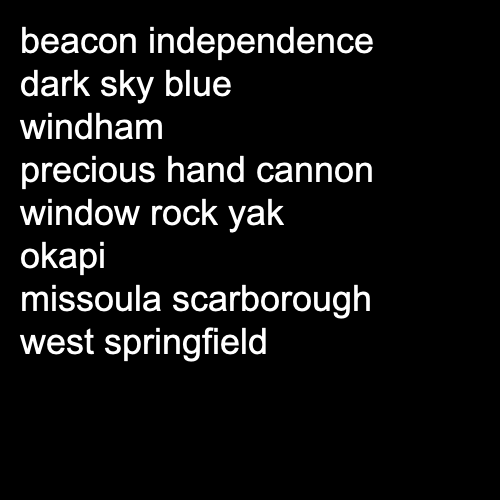 beacon independence
dark sky blue
windham
precious hand cannon
window rock yak
okapi
missoula scarborough
west springfield